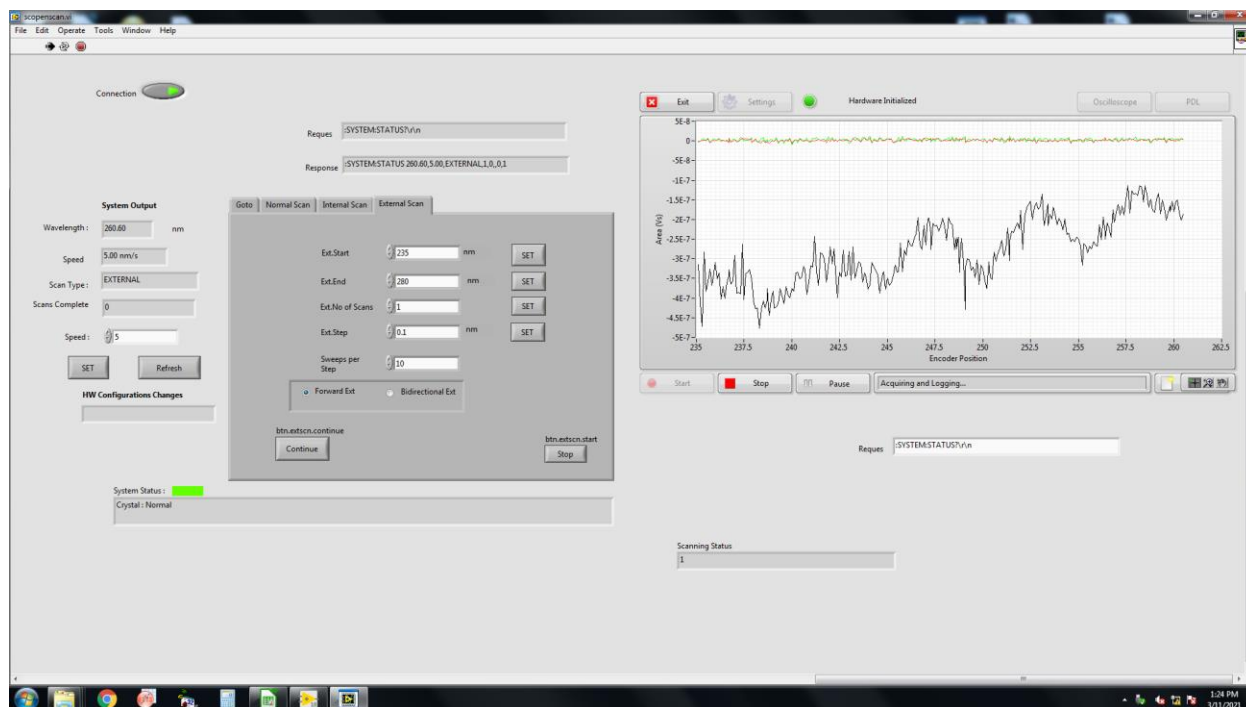 scopenscan.vi
File Edit Operate Tools Window Help
Connection
Reques :SYSTEM:STATUS?\r\n
Response :SYSTEM:STATUS 260.60,5.00,EXTERNAL,1,0,,0,1
System Output
Wavelength : 260.60 nm
Speed 5.00 nm/s
Scan Type : EXTERNAL
Scans Complete 0
Speed : 5
SET Refresh
HW Configurations Changes
Goto Normal Scan Internal Scan External Scan
Ext.Start 235 nm SET
Ext.End 280 nm SET
Ext.No of Scans 1 SET
Ext.Step 0.1 nm SET
Sweeps per
Step 10
Forward Ext Bidirectional Ext
btn.extscn.continue
Continue
btn.extscn.start
Stop
System Status :
Crystal : Normal
Exit Settings Hardware Initialized Oscilloscope PDL
5E-8
0
-5E-8
-1E-7
-1.5E-7
-2E-7
-2.5E-7
-3E-7
-3.5E-7
-4E-7
-4.5E-7
-5E-7
Area (Vs)
235 237.5 240 242.5 245 247.5 250 252.5 255 257.5 260 262.5
Encoder Position
Start Stop Pause Acquiring and Logging...
Reques :SYSTEM:STATUS?\r\n
Scanning Status
1
1:24 PM
3/11/2021